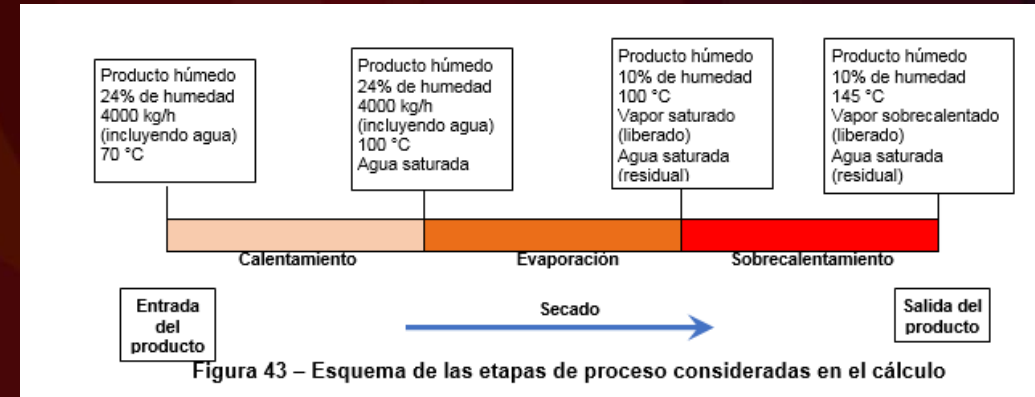 Producto húmedo
24% de humedad
4000 kg/h
(incluyendo agua)
70 °C
Producto húmedo
24% de humedad
4000 kg/h
(incluyendo agua)
100 °C
Agua saturada
Producto húmedo
10% de humedad
100 °C
Vapor saturado
(liberado)
Agua saturada
(residual)
Producto húmedo
10% de humedad
145 °C
Vapor sobrecalentado
(liberado)
Agua saturada
(residual)
Calentamiento
Evaporación
Sobrecalentamiento
Entrada
del
producto
Secado
Salida del
producto
Figura 43 – Esquema de las etapas de proceso consideradas en el cálculo